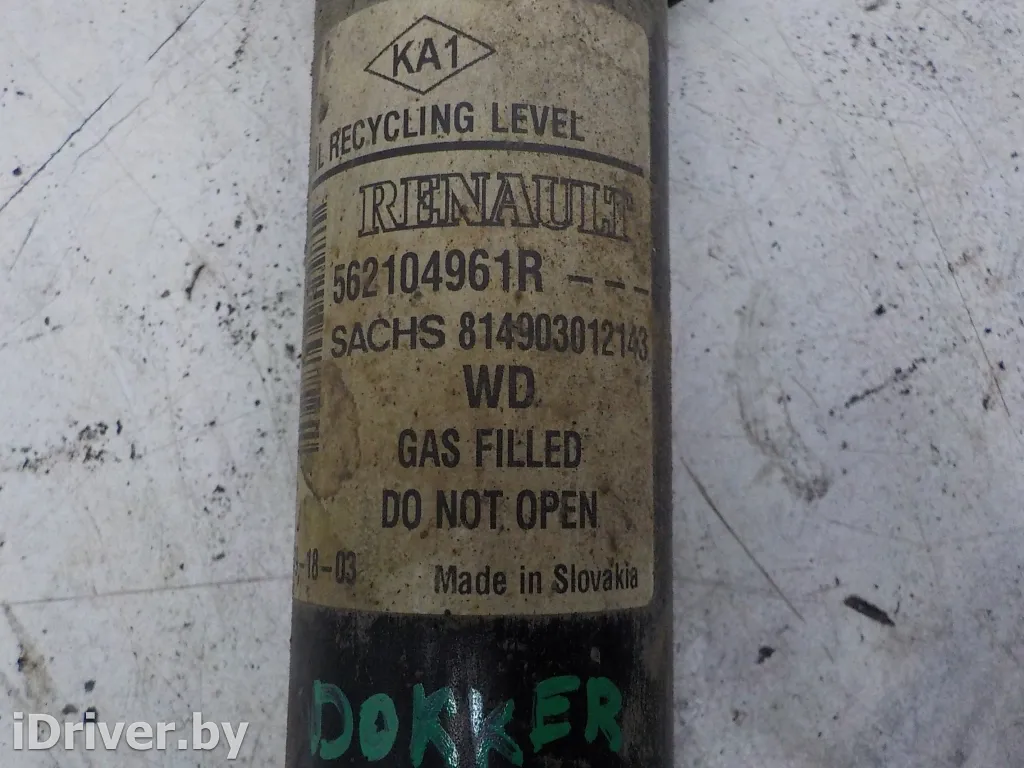 KA1
RECYCLING LEVEL
RENAULT
562104961R ---
SACHS 814903012143
WD
GAS FILLED
DO NOT OPEN
-18-03 Made in Slovakia
DOKKER
iDriver.by